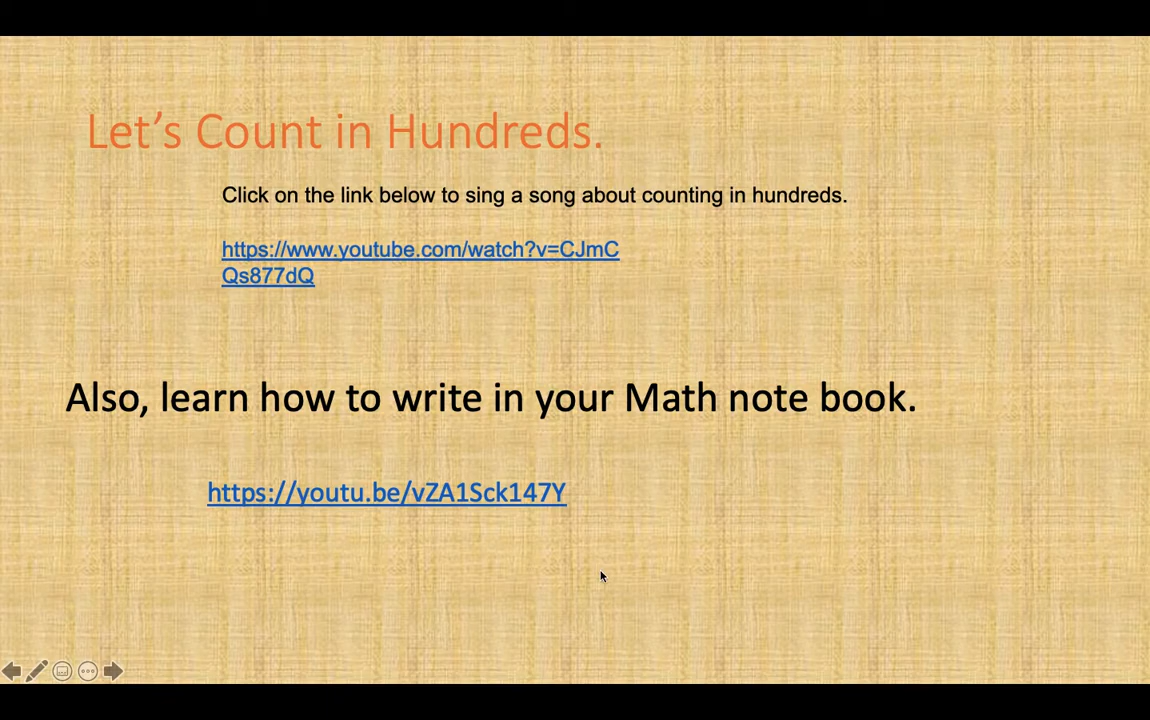 Let’s Count in Hundreds.
Click on the link below to sing a song about counting in hundreds.
https://www.youtube.com/watch?v=CJmC
Qs877dQ
Also, learn how to write in your Math note book.
https://youtu.be/vZA1Sck147Y